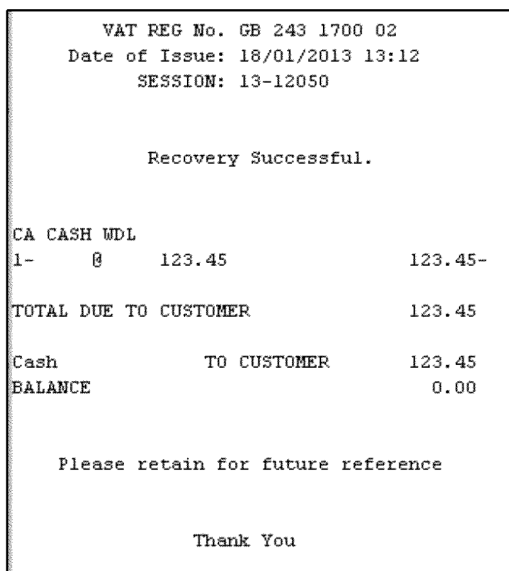 VAT REG No. GB 243 1700 02
Date of Issue: 18/01/2013 13:12
SESSION: 13-12050
Recovery Successful.
CA CASH WDL
1- @ 123.45 123.45-
TOTAL DUE TO CUSTOMER 123.45
Cash TO CUSTOMER 123.45
BALANCE 0.00
Please retain for future reference
Thank You